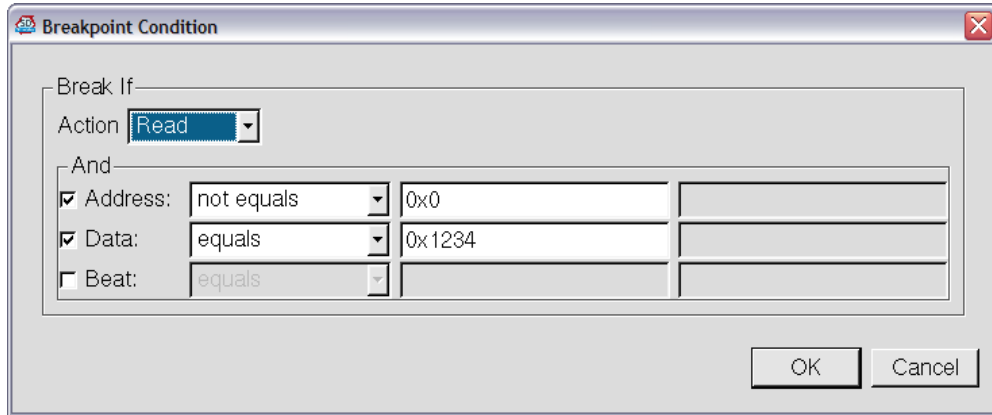 Breakpoint Condition
Break If
Action Read
And
Address: not equals 0x0
Data: equals 0x1234
Beat: equals
OK Cancel